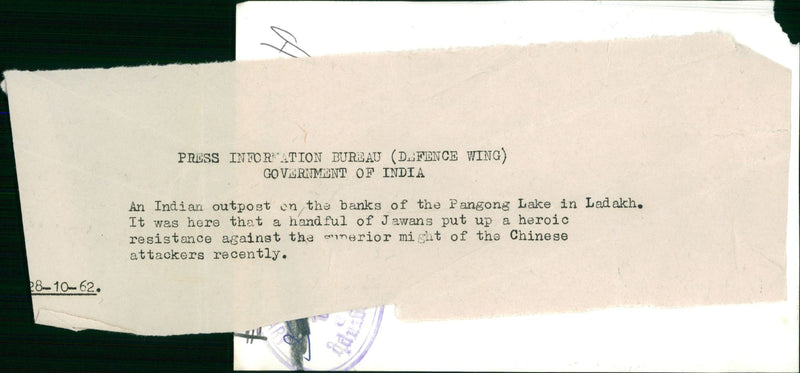 PRESS INFORMATION BUREAU (DEFENCE WING)
GOVERNMENT OF INDIA
An Indian outpost on the banks of the Pangong Lake in Ladakh.
It was here that a handful of Jawans put up a heroic
resistance against the superior might of the Chinese
attackers recently.
28-10-62.